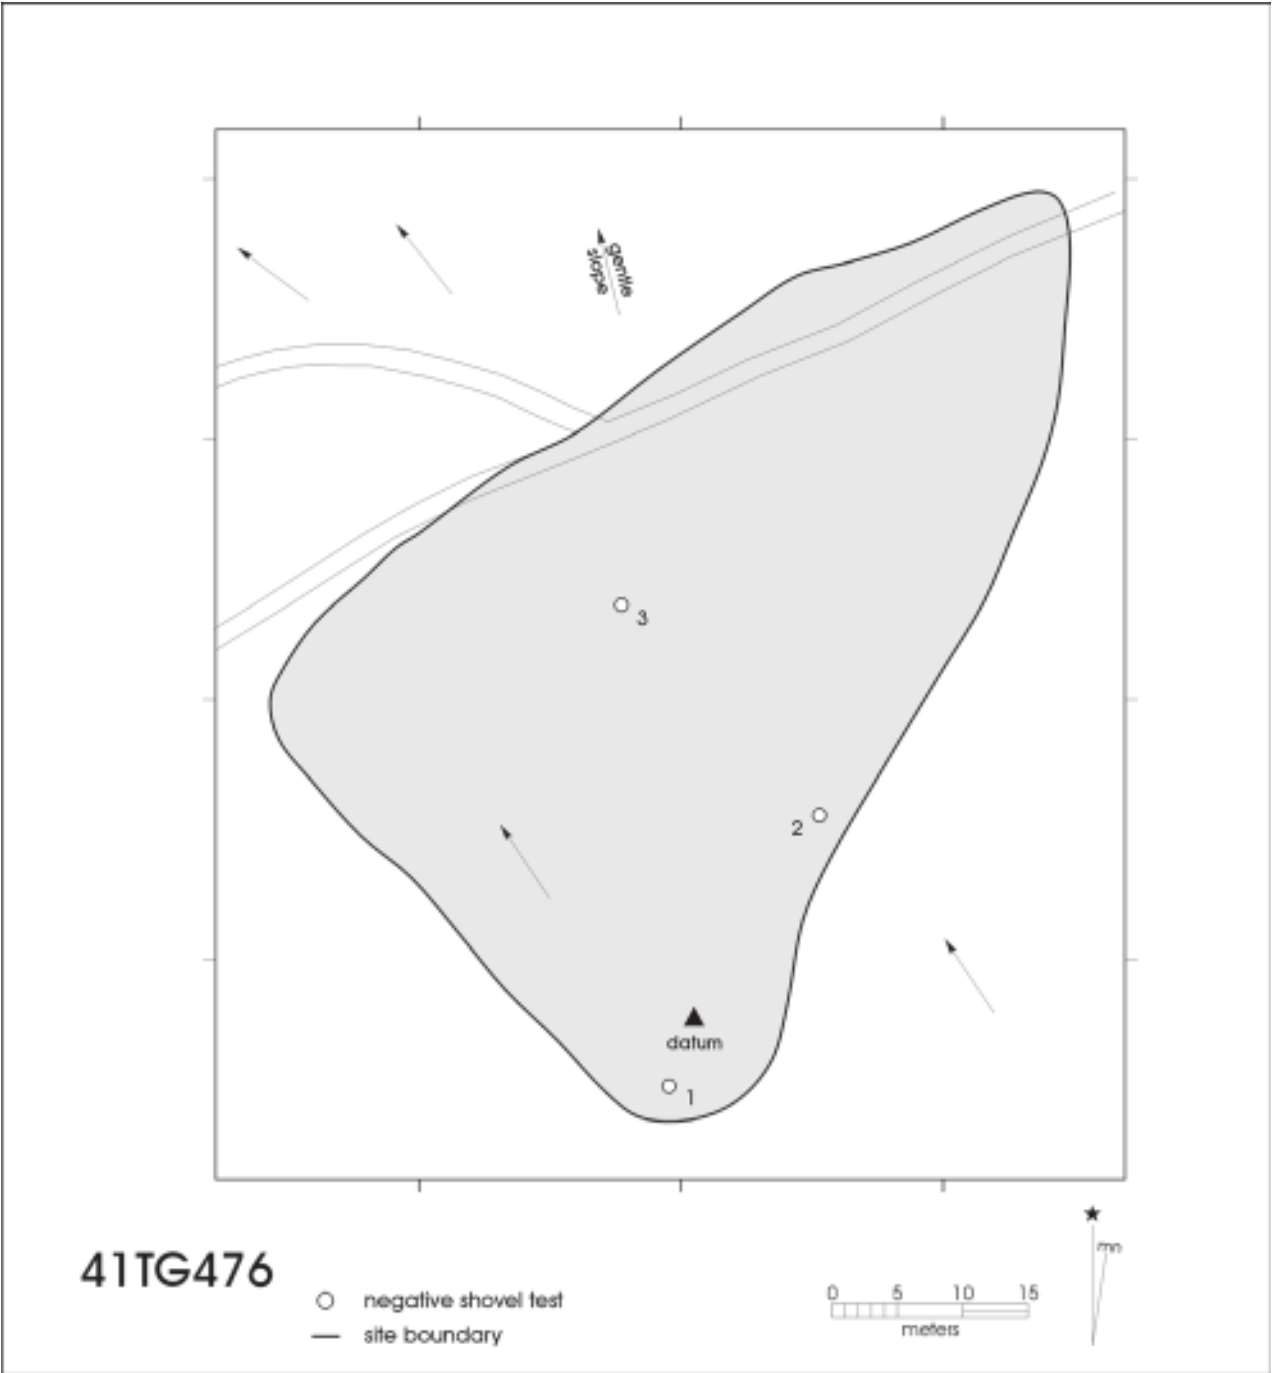 gentle
slope
3
2
datum
1
41TG476
negative shovel test
site boundary
0 5 10 15
meters
mn